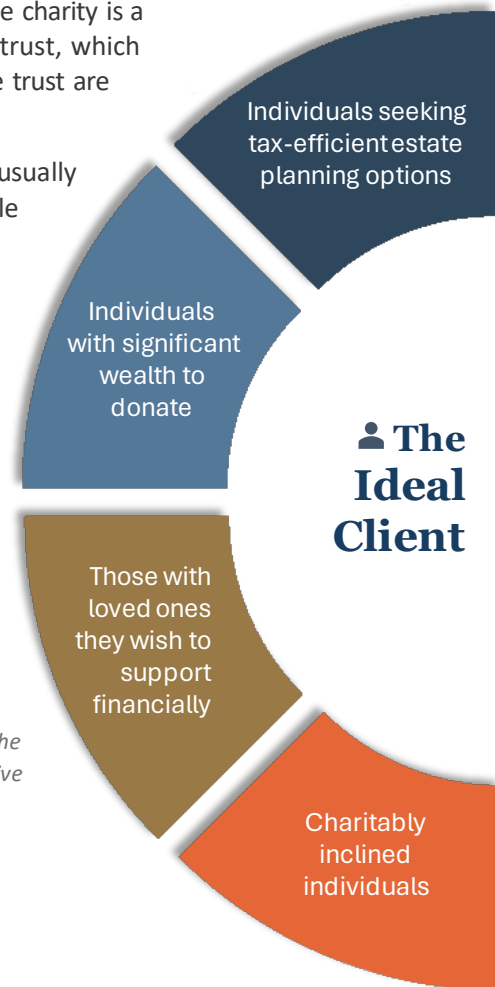 e charity is a
trust, which
e trust are
usually
le
Individuals seeking
tax-efficient estate
planning options
Individuals
with significant
wealth to
donate
The
Ideal
Client
Those with
loved ones
they wish to
support
financially
he
ive
Charitably
inclined
individuals